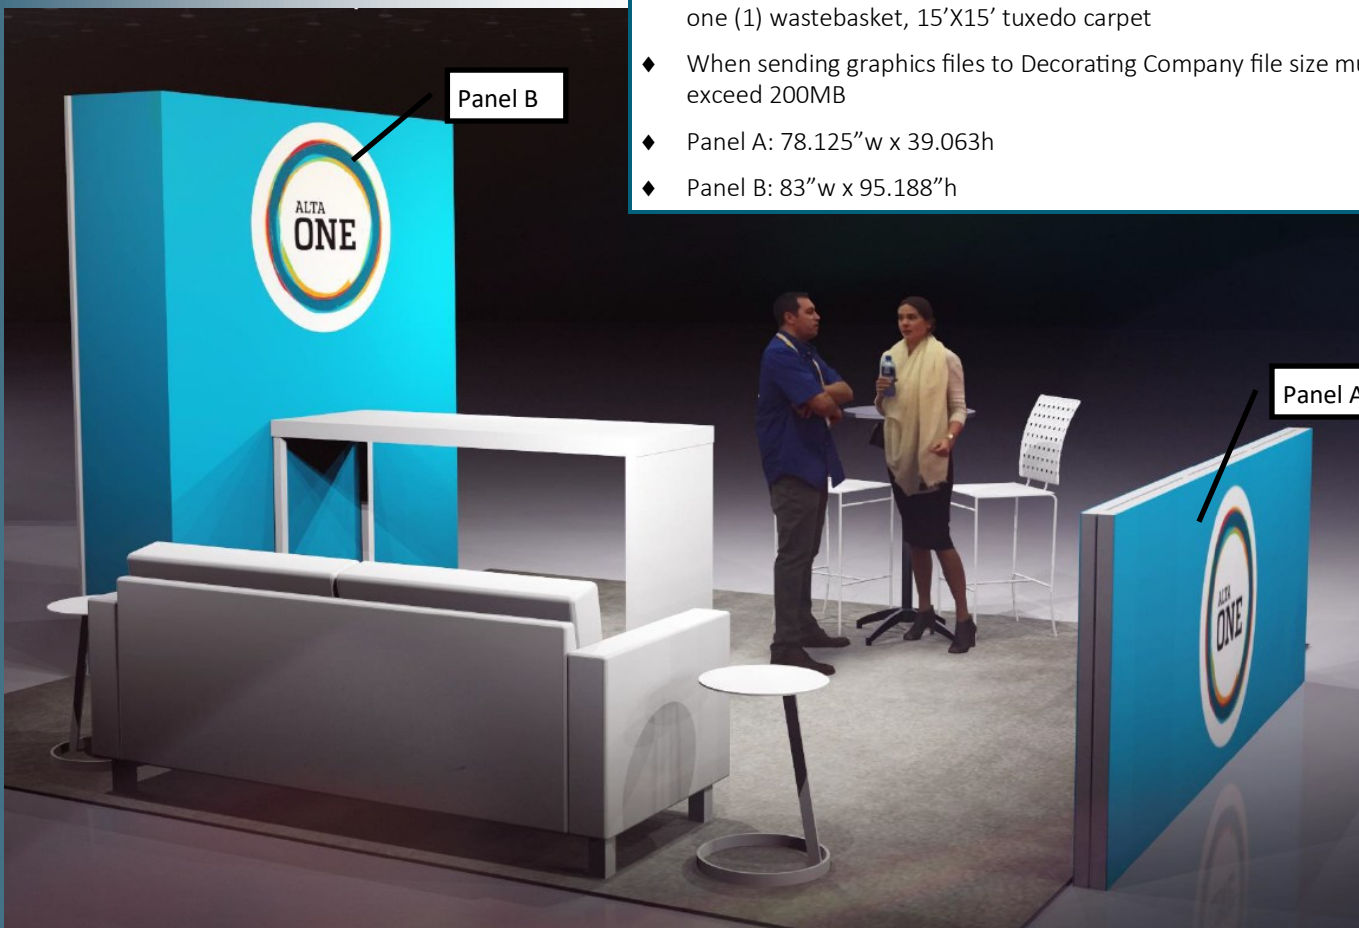 one (1) wastebasket, 15’X15’ tuxedo carpet
♦ When sending graphics files to Decorating Company file size
exceed 200MB
♦ Panel A: 78.125”w x 39.063h
♦ Panel B: 83”w x 95.188”h
Panel B
ALTA
ONE
Panel A
ALTA
ONE